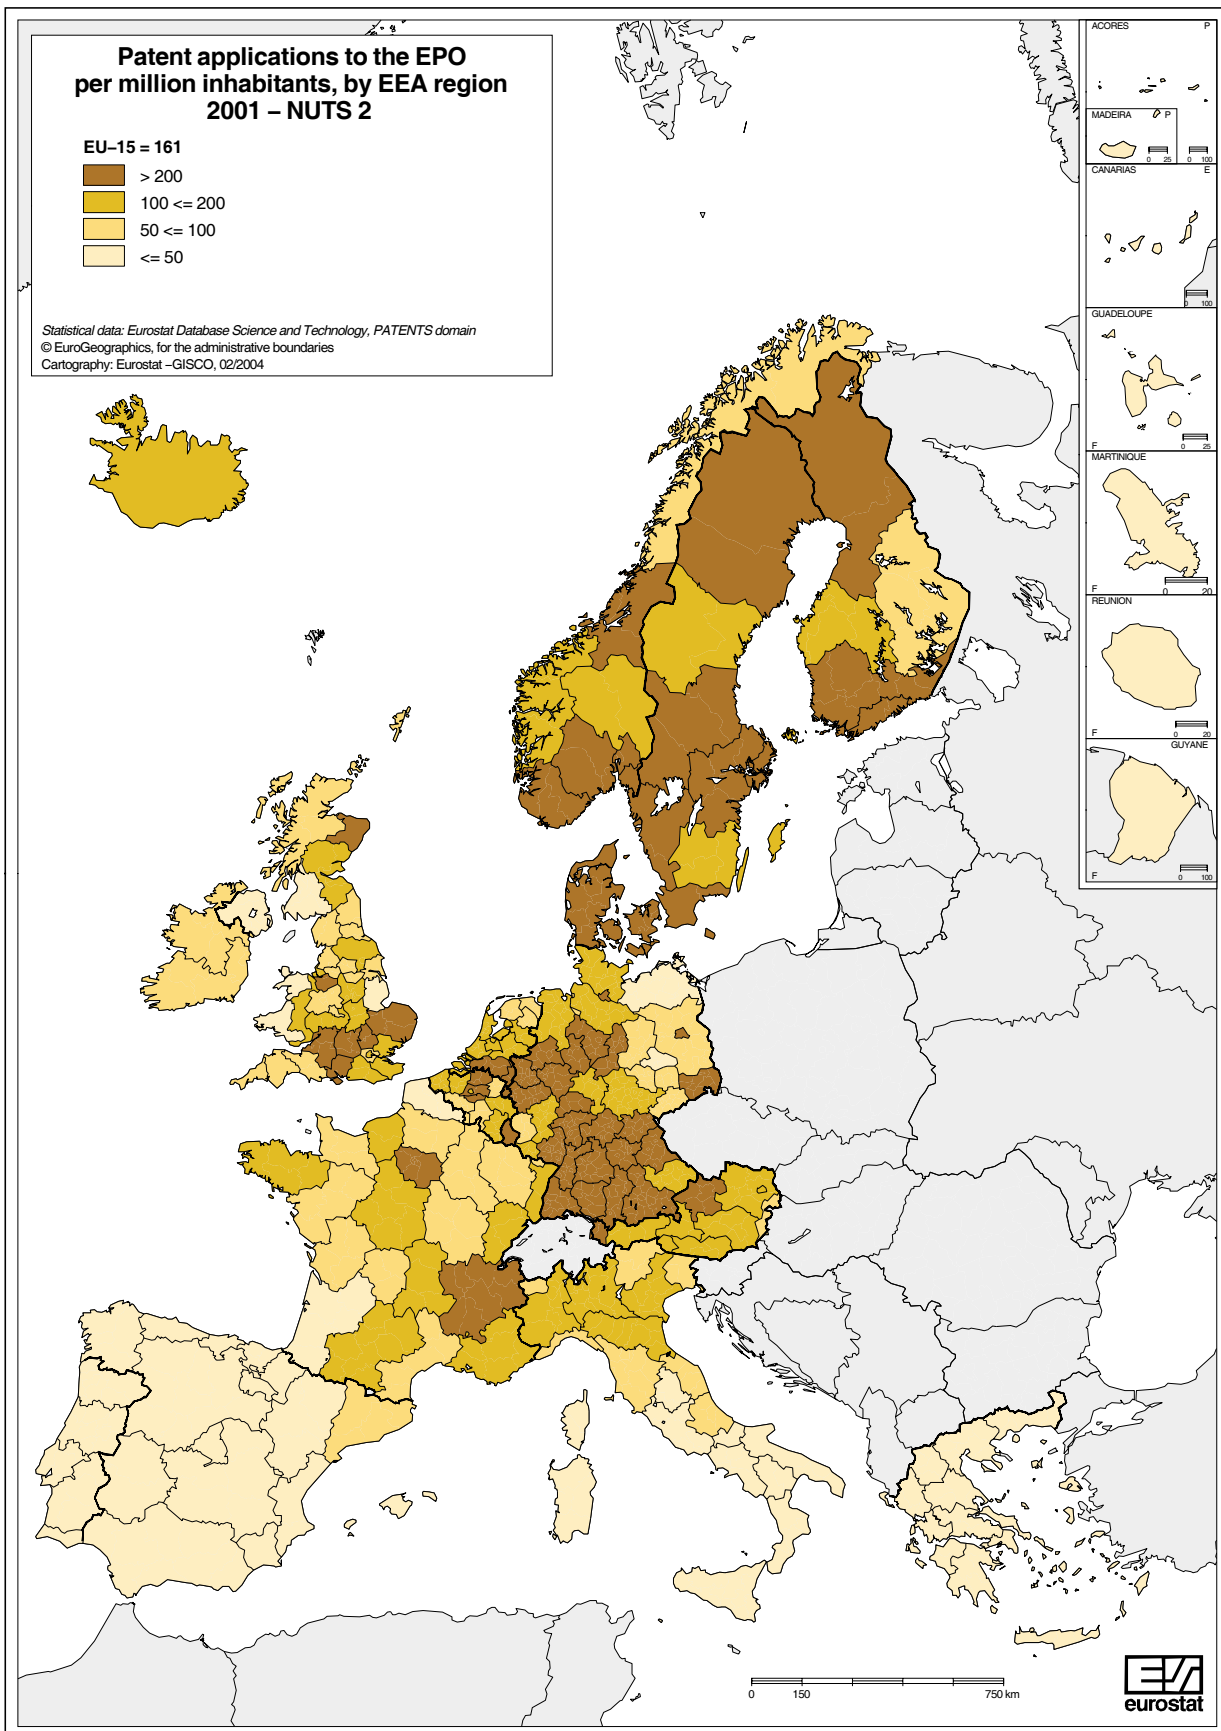 Patent applications to the EPO
per million inhabitants, by EEA region
2001 – NUTS 2
EU–15 = 161
> 200
100 <= 200
50 <= 100
<= 50
Statistical data: Eurostat Database Science and Technology, PATENTS domain
© EuroGeographics, for the administrative boundaries
Cartography: Eurostat –GISCO, 02/2004
ACORES P
MADEIRA P
0 25 0 100
CANARIAS E
0 100
GUADELOUPE
F 0 25
MARTINIQUE
F 0 20
REUNION
F 0 20
GUYANE
F 0 100
0 150 750 km
eurostat